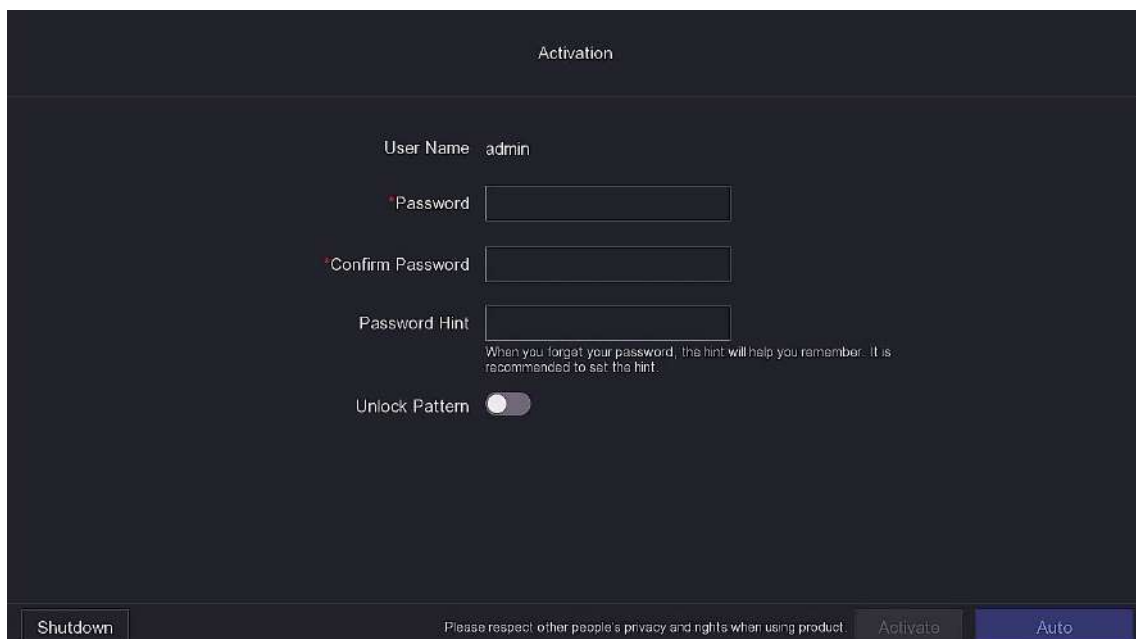 Activation
User Name admin
*Password
*Confirm Password
Password Hint
When you forget your password, the hint will help you remember. It is
recommended to set the hint.
Unlock Pattern
Shutdown Please respect other people's privacy and rights when using product. Activate Auto